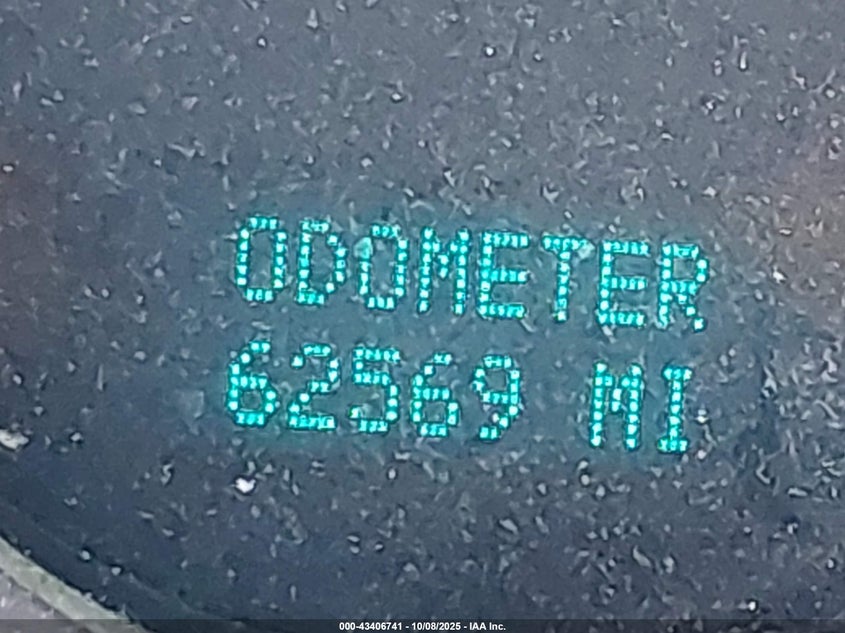 ODOMETER
62569 MI
000-43406741 - 10/08/2025 - IAA Inc.